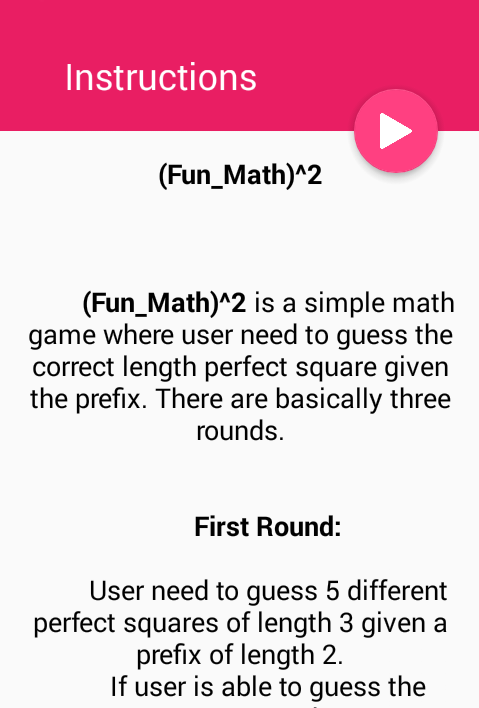 Instructions
(Fun_Math)^2
(Fun_Math)^2 is a simple math
game where user need to guess the
correct length perfect square given
the prefix. There are basically three
rounds.
First Round:
User need to guess 5 different
perfect squares of length 3 given a
prefix of length 2.
If user is able to guess the